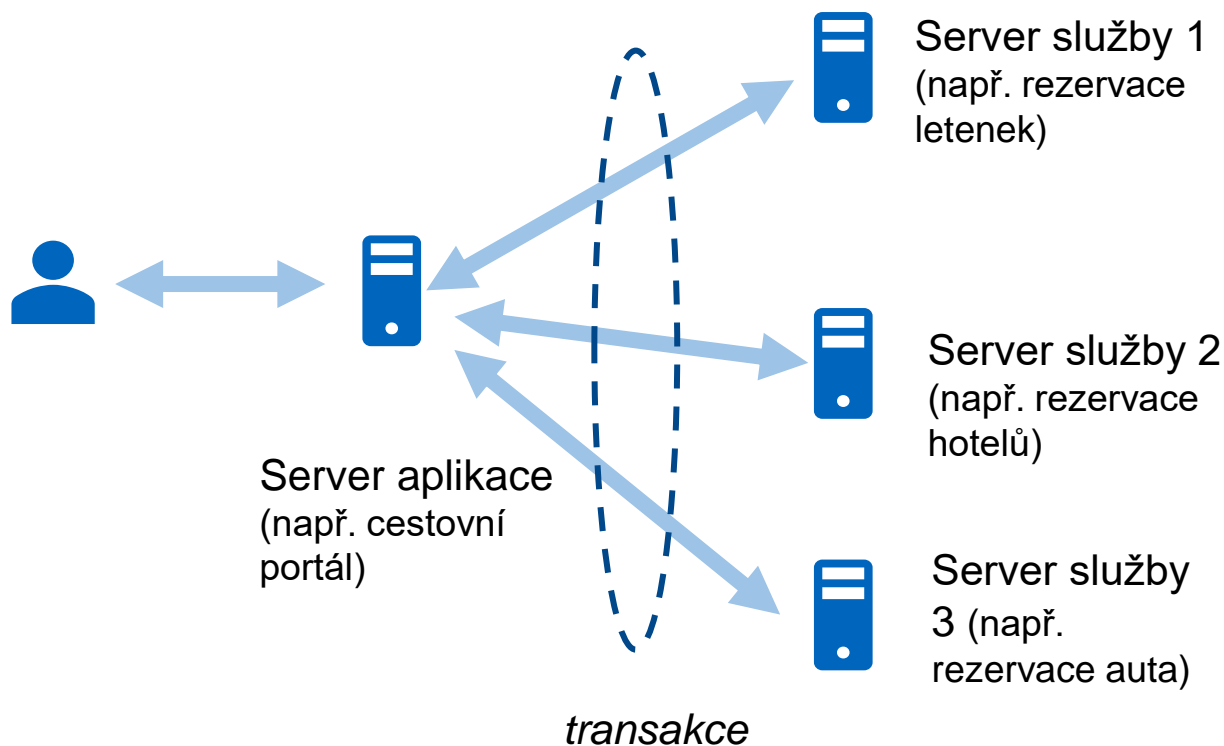 Server služby 1
(např. rezervace
letenek)
Server služby 2
(např. rezervace
hotelů)
Server aplikace
(např. cestovní
portál)
Server služby
3 (např.
rezervace auta)
transakce